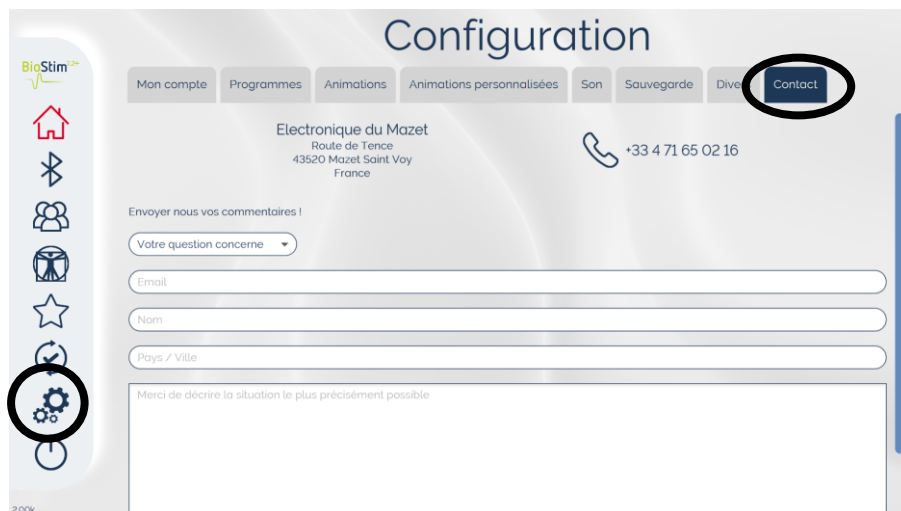 Configuration
BioStim
Mon compte Programmes Animations Animations personnalisées Son Sauvegarde Contact
Electronique du Mazet
Route de Tence
43520 Mazet Saint Voy
France
+33 4 71 65 02 16
Envoyer nous vos commentaires !
Votre question concerne
Email
Nom
Pays / Ville
Merci de décrire la situation le plus précisément possible